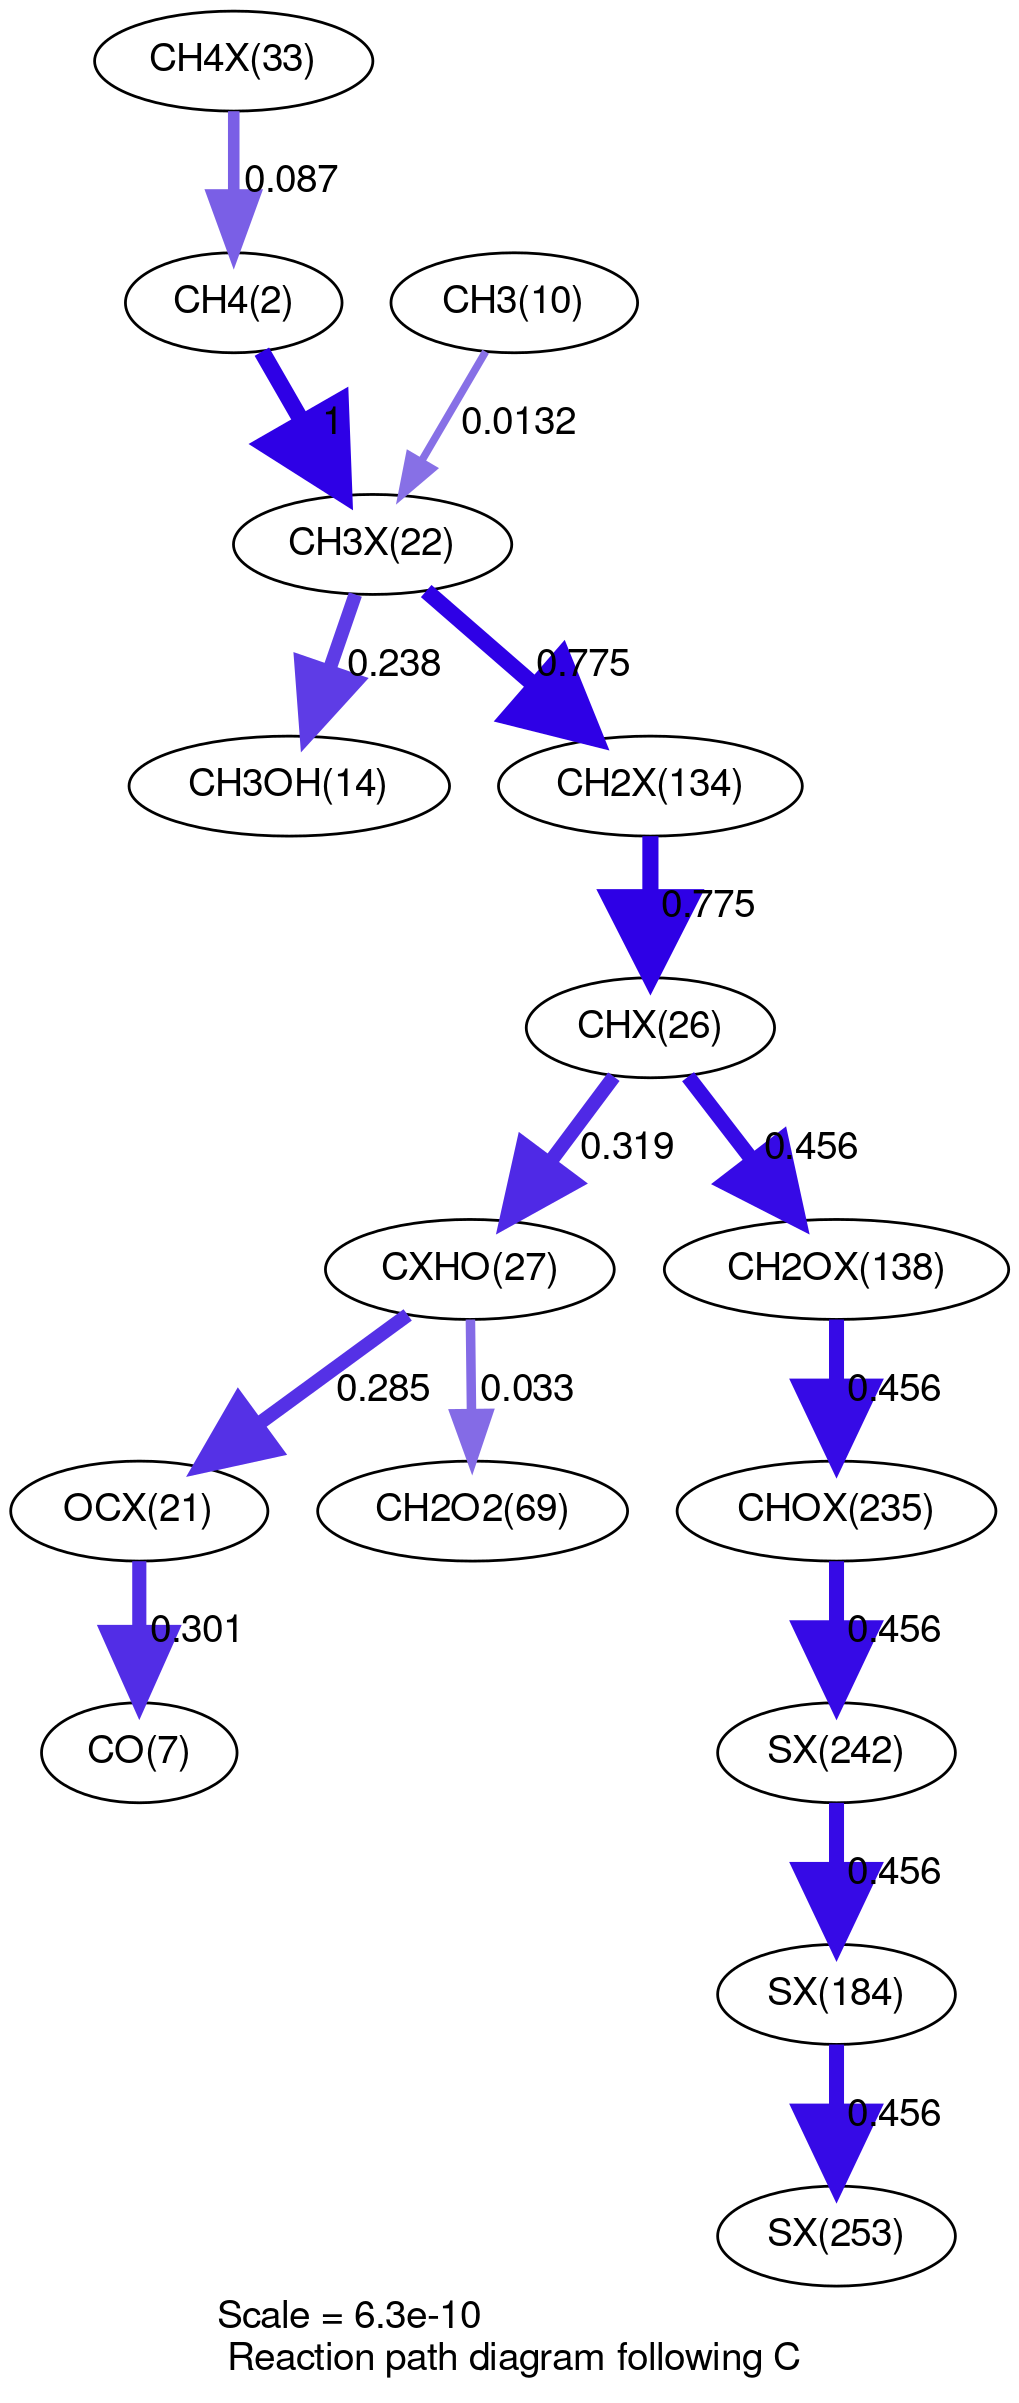 CH4X(33)
0.087
CH4(2)
CH3(10)
1
0.0132
CH3X(22)
0.238
0.775
CH3OH(14)
CH2X(134)
0.775
CHX(26)
0.319
0.456
CXHO(27)
CH2OX(138)
0.285
0.033
0.456
OCX(21)
CH2O2(69)
CHOX(235)
0.301
0.456
CO(7)
SX(242)
0.456
SX(184)
0.456
SX(253)
Scale = 6.3e-10
Reaction path diagram following C